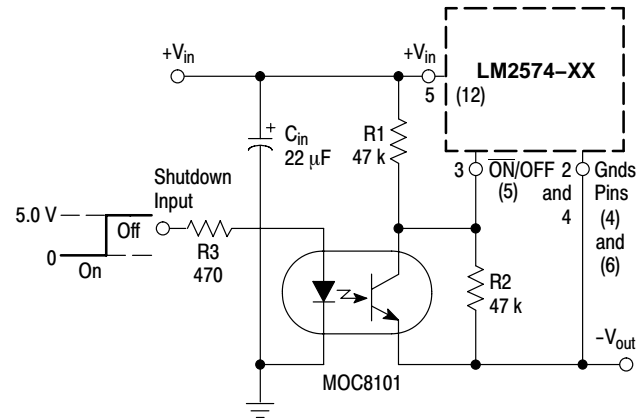 +Vin
+Vin
LM2574–XX
5
(12)
Cin
22 μF
+
R1
47 k
3
ON/OFF
(5)
2
and
4
Gnds
Pins
(4)
and
(6)
Shutdown
Input
5.0 V
Off
0
On
R3
470
R2
47 k
–Vout
MOC8101